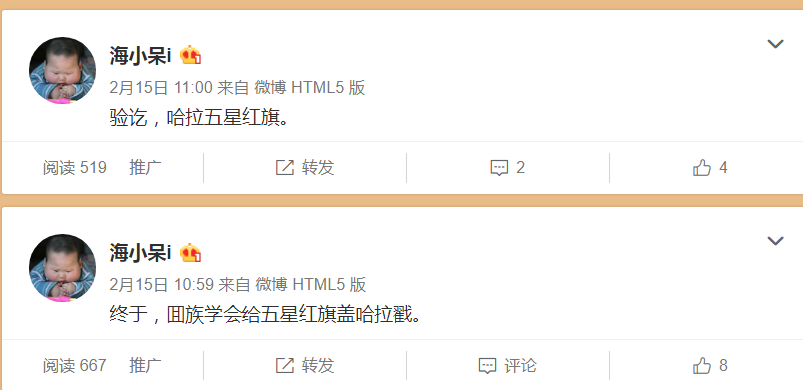 海小呆i
2月15日 11:00 来自 微博 HTML5 版
验讫，哈拉五星红旗。
阅读 519 推广 转发 2 4
海小呆i
2月15日 10:59 来自 微博 HTML5 版
终于，囬族学会给五星红旗盖哈拉戳。
阅读 667 推广 转发 评论 8